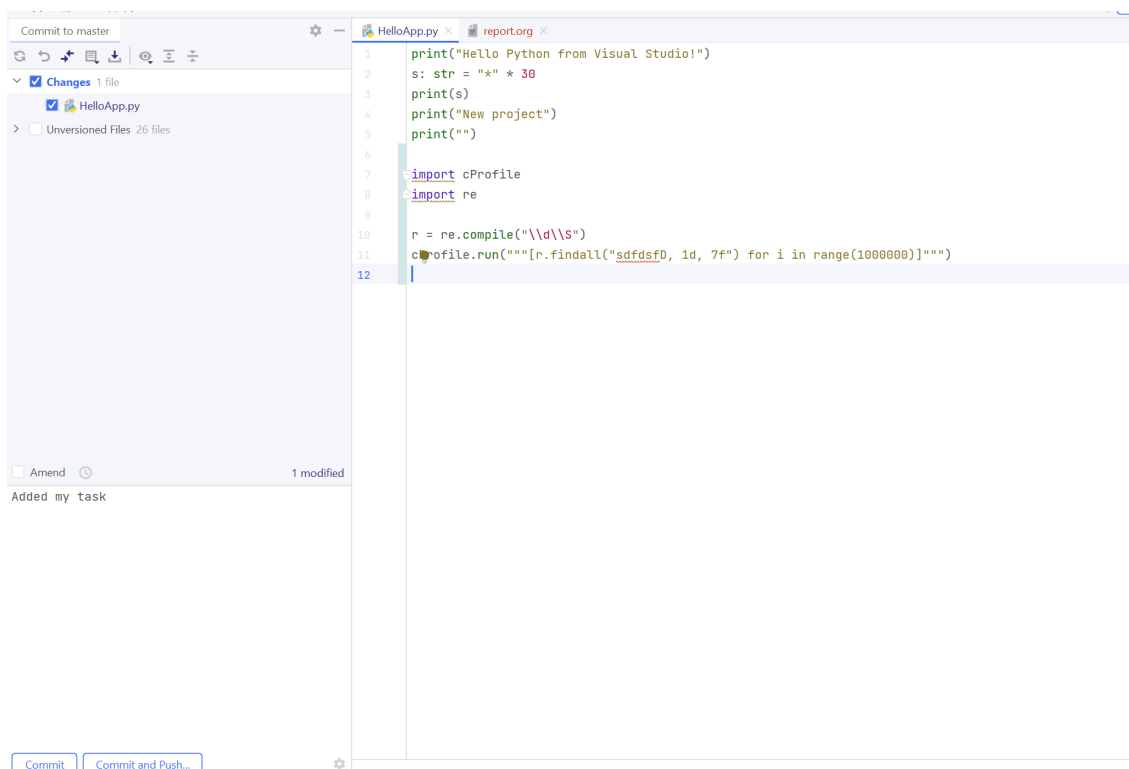 Commit to master
Changes 1 file
HelloApp.py
Unversioned Files 26 files
Amend
1 modified
Added my task
Commit
Commit and Push...
HelloApp.py
report.org
1 print("Hello Python from Visual Studio!")
2 s: str = "*" * 30
3 print(s)
4 print("New project")
5 print("")
6
7 import cProfile
8 import re
9
10 r = re.compile("\\d\\S")
11 cProfile.run("""[r.findall("sdfdsfD, 1d, 7f") for i in range(1000000)]""")
12